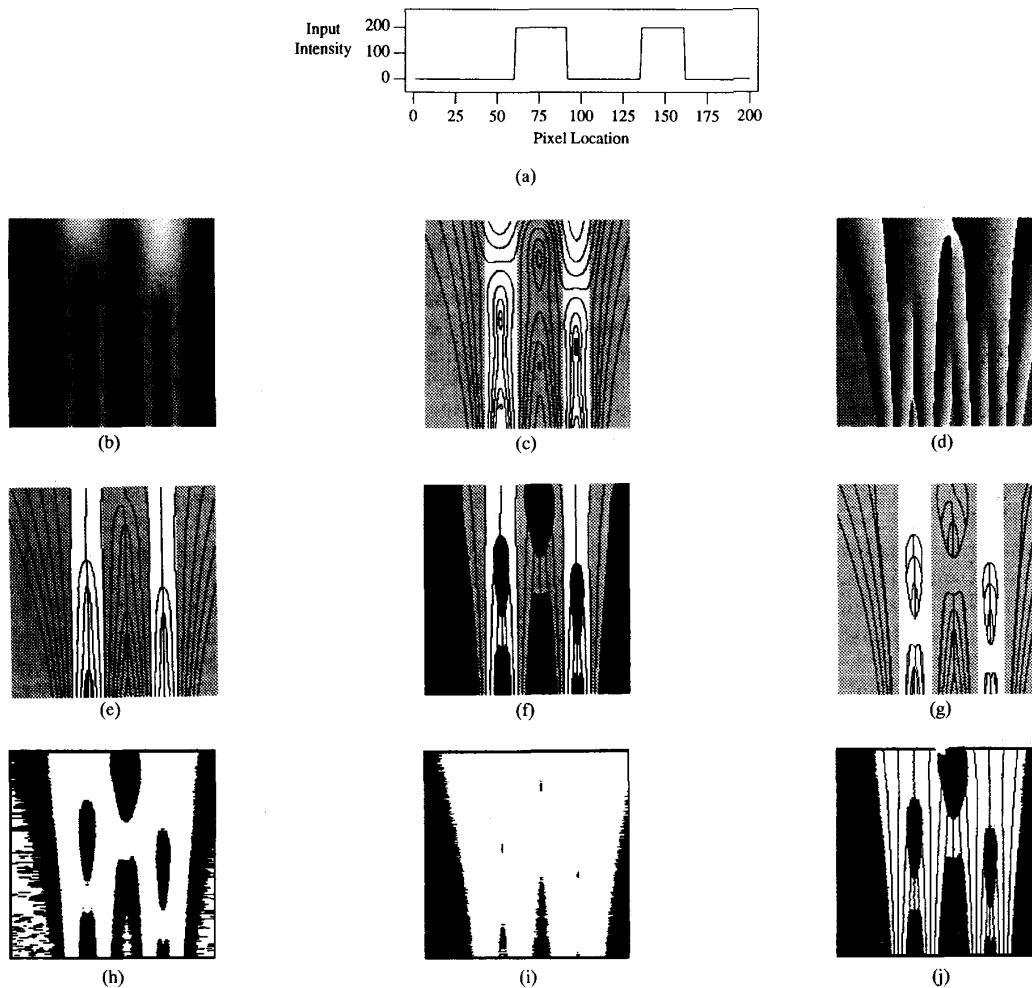 Input
Intensity
200
100
0
0 25 50 75 100 125 150 175 200
Pixel Location
(a)
(b) (c) (d)
(e) (f) (g)
(h) (i) (j)